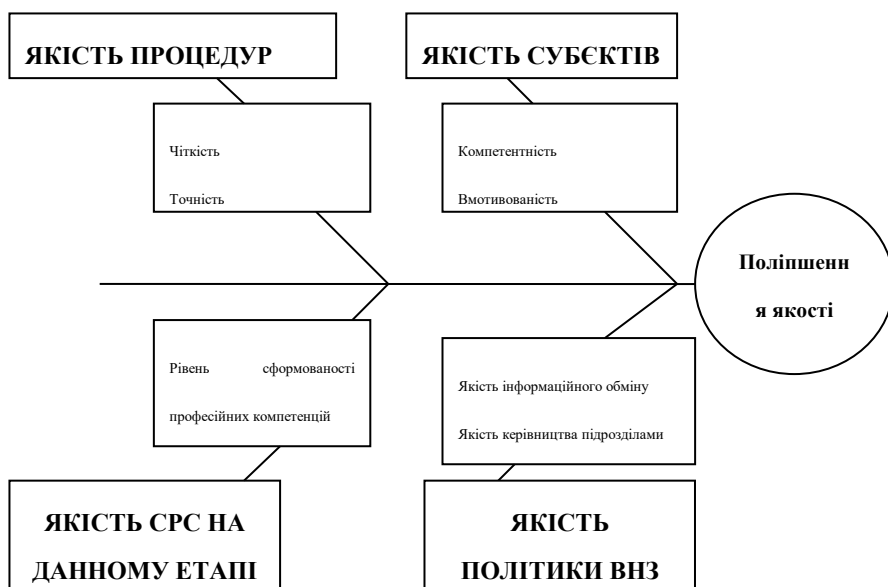 ЯКІСТЬ ПРОЦЕДУР
ЯКІСТЬ СУБЄКТІВ
Чіткість
Точність
Компетентність
Вмотивованість
Поліпшенн
я якості
Рівень сформованості
професійних компетенцій
Якість інформаційного обміну
Якість керівництва підрозділами
ЯКІСТЬ СРС НА
ДАННОМУ ЕТАПІ
ЯКІСТЬ
ПОЛІТИКИ ВНЗ